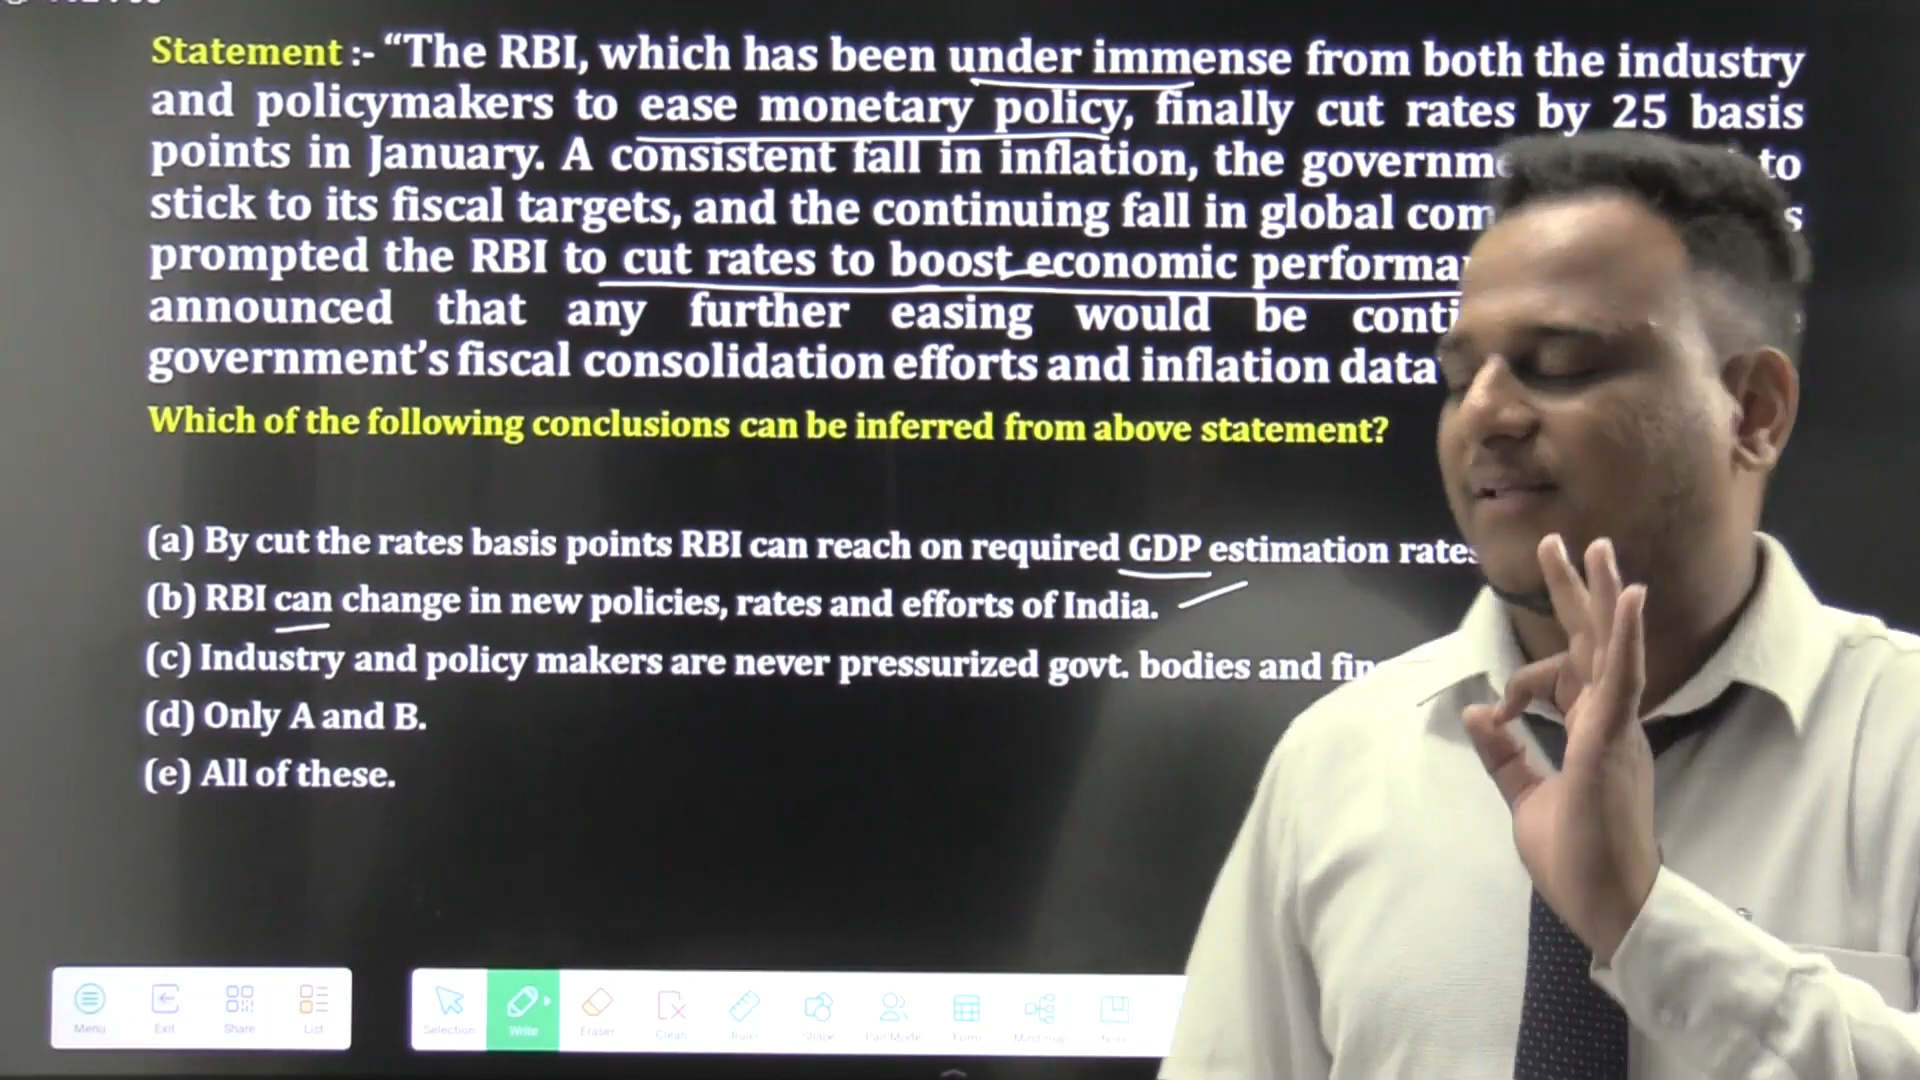 Statement :- “The RBI, which has been under immense from both the industry
and policymakers to ease monetary policy, finally cut rates by 25 basis
points in January. A consistent fall in inflation, the to
stick to its fiscal targets, and the continuing fall in global
prompted the RBI to cut rates to boost economic
announced that any further easing would be
government’s fiscal consolidation efforts and inflation data
Which of the following conclusions can be inferred from above statement?
(a) By cut the rates basis points RBI can reach on required GDP estimation rates
(b) RBI can change in new policies, rates and efforts of India.
(c) Industry and policy makers are never pressurized govt. bodies and
(d) Only A and B.
(e) All of these.
Menu Exit Share List Selection Write Eraser Clean Ruler Shape